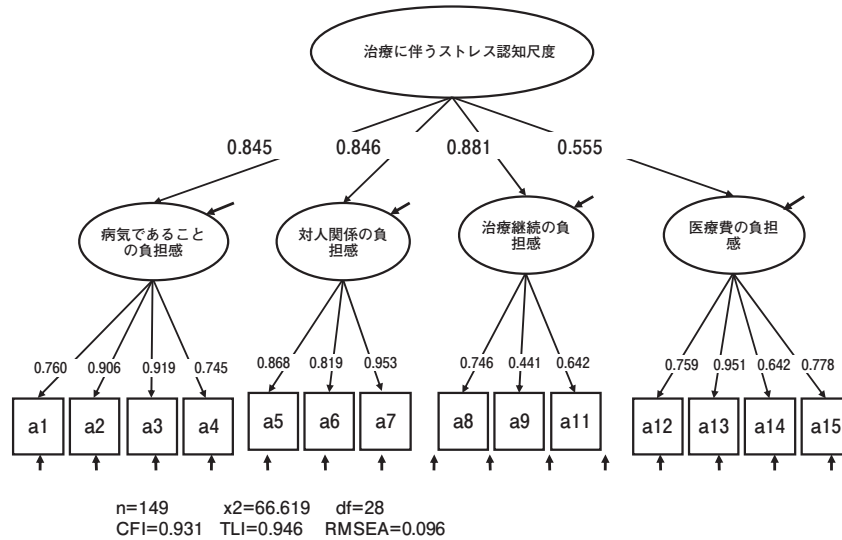 治療に伴うストレス認知尺度
0.845 0.846 0.881 0.555
病気であること
の負担感
対人関係の負
担感
治療継続の負
担感
医療費の負担
感
0.760 0.906 0.919 0.745 0.868 0.819 0.953 0.746 0.441 0.642 0.759 0.951 0.642 0.778
a1 a2 a3 a4 a5 a6 a7 a8 a9 a11 a12 a13 a14 a15
n=149 x2=66.619 df=28
CFI=0.931 TLI=0.946 RMSEA=0.096